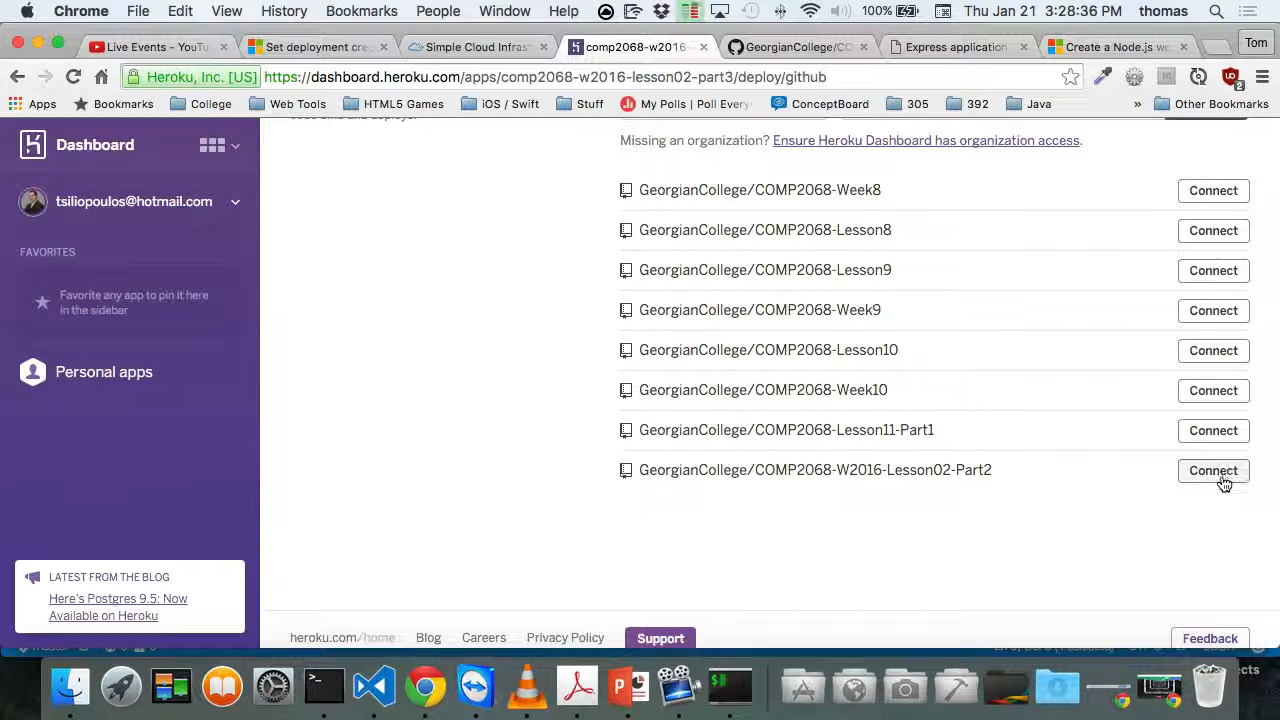 Chrome File Edit View History Bookmarks People Window Help 100% Thu Jan 21 3:28:36 PM thomas
Live Events - YouTu Set deployment cre Simple Cloud Infrast comp2068-w2016- GeorgianCollege/CO Express application Create a Node.js we Tom
Heroku, Inc. [US] https://dashboard.heroku.com/apps/comp2068-w2016-lesson02-part3/deploy/github
Apps Bookmarks College Web Tools HTML5 Games iOS / Swift Stuff My Polls | Poll Every ConceptBoard 305 392 Java » Other Bookmarks
Dashboard
tsiliopoulos@hotmail.com
FAVORITES
Favorite any app to pin it here
in the sidebar
Personal apps
LATEST FROM THE BLOG
Here's Postgres 9.5: Now
Available on Heroku
Missing an organization? Ensure Heroku Dashboard has organization access.
GeorgianCollege/COMP2068-Week8 Connect
GeorgianCollege/COMP2068-Lesson8 Connect
GeorgianCollege/COMP2068-Lesson9 Connect
GeorgianCollege/COMP2068-Week9 Connect
GeorgianCollege/COMP2068-Lesson10 Connect
GeorgianCollege/COMP2068-Week10 Connect
GeorgianCollege/COMP2068-Lesson11-Part1 Connect
GeorgianCollege/COMP2068-W2016-Lesson02-Part2 Connect
heroku.com/home Blog Careers Privacy Policy Support Feedback